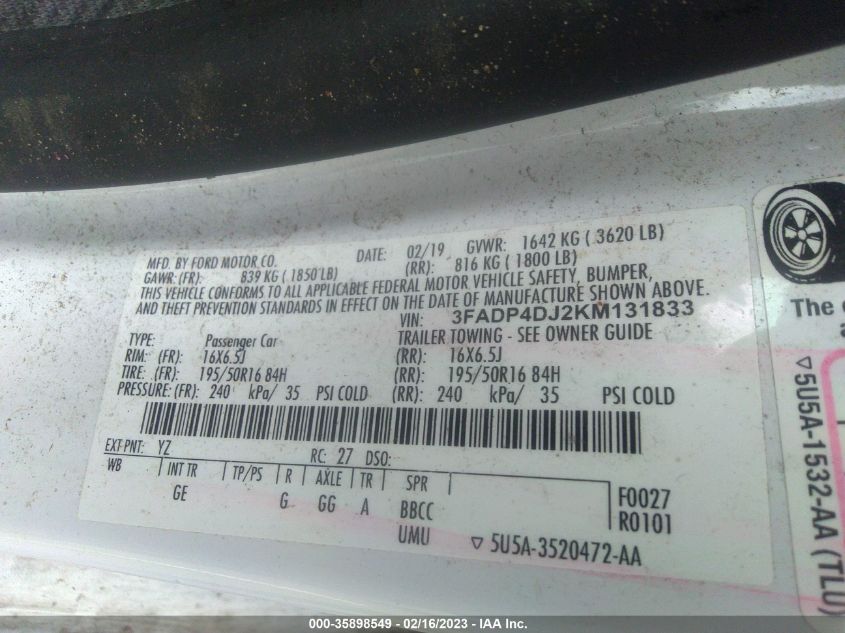 MFD. BY FORD MOTOR CO. DATE: 02/19 GVWR: 1642 KG ( 3620 LB)
GAWR: (FR): 839 KG ( 1850 LB) (RR): 816 KG ( 1800 LB)
THIS VEHICLE CONFORMS TO ALL APPLICABLE FEDERAL MOTOR VEHICLE SAFETY, BUMPER,
AND THEFT PREVENTION STANDARDS IN EFFECT ON THE DATE OF MANUFACTURE SHOWN ABOVE.
VIN: 3FADP4DJ2KM131833
TYPE: Passenger Car TRAILER TOWING - SEE OWNER GUIDE
RIM: (FR): 16X6.5J (RR): 16X6.5J
TIRE: (FR): 195/50R16 84H (RR): 195/50R16 84H
PRESSURE: (FR): 240 kPa/ 35 PSI COLD (RR): 240 kPa/ 35 PSI COLD
EXT PNT: YZ RC: 27 DSO:
WB INT TR TP/PS R AXLE TR SPR
GE G GG A BBCC F0027
UMU R0101
▽ 5U5A-3520472-AA
The
▽ 5U5A-1532-AA (TLU)
000-35898549 - 02/16/2023 - IAA Inc.